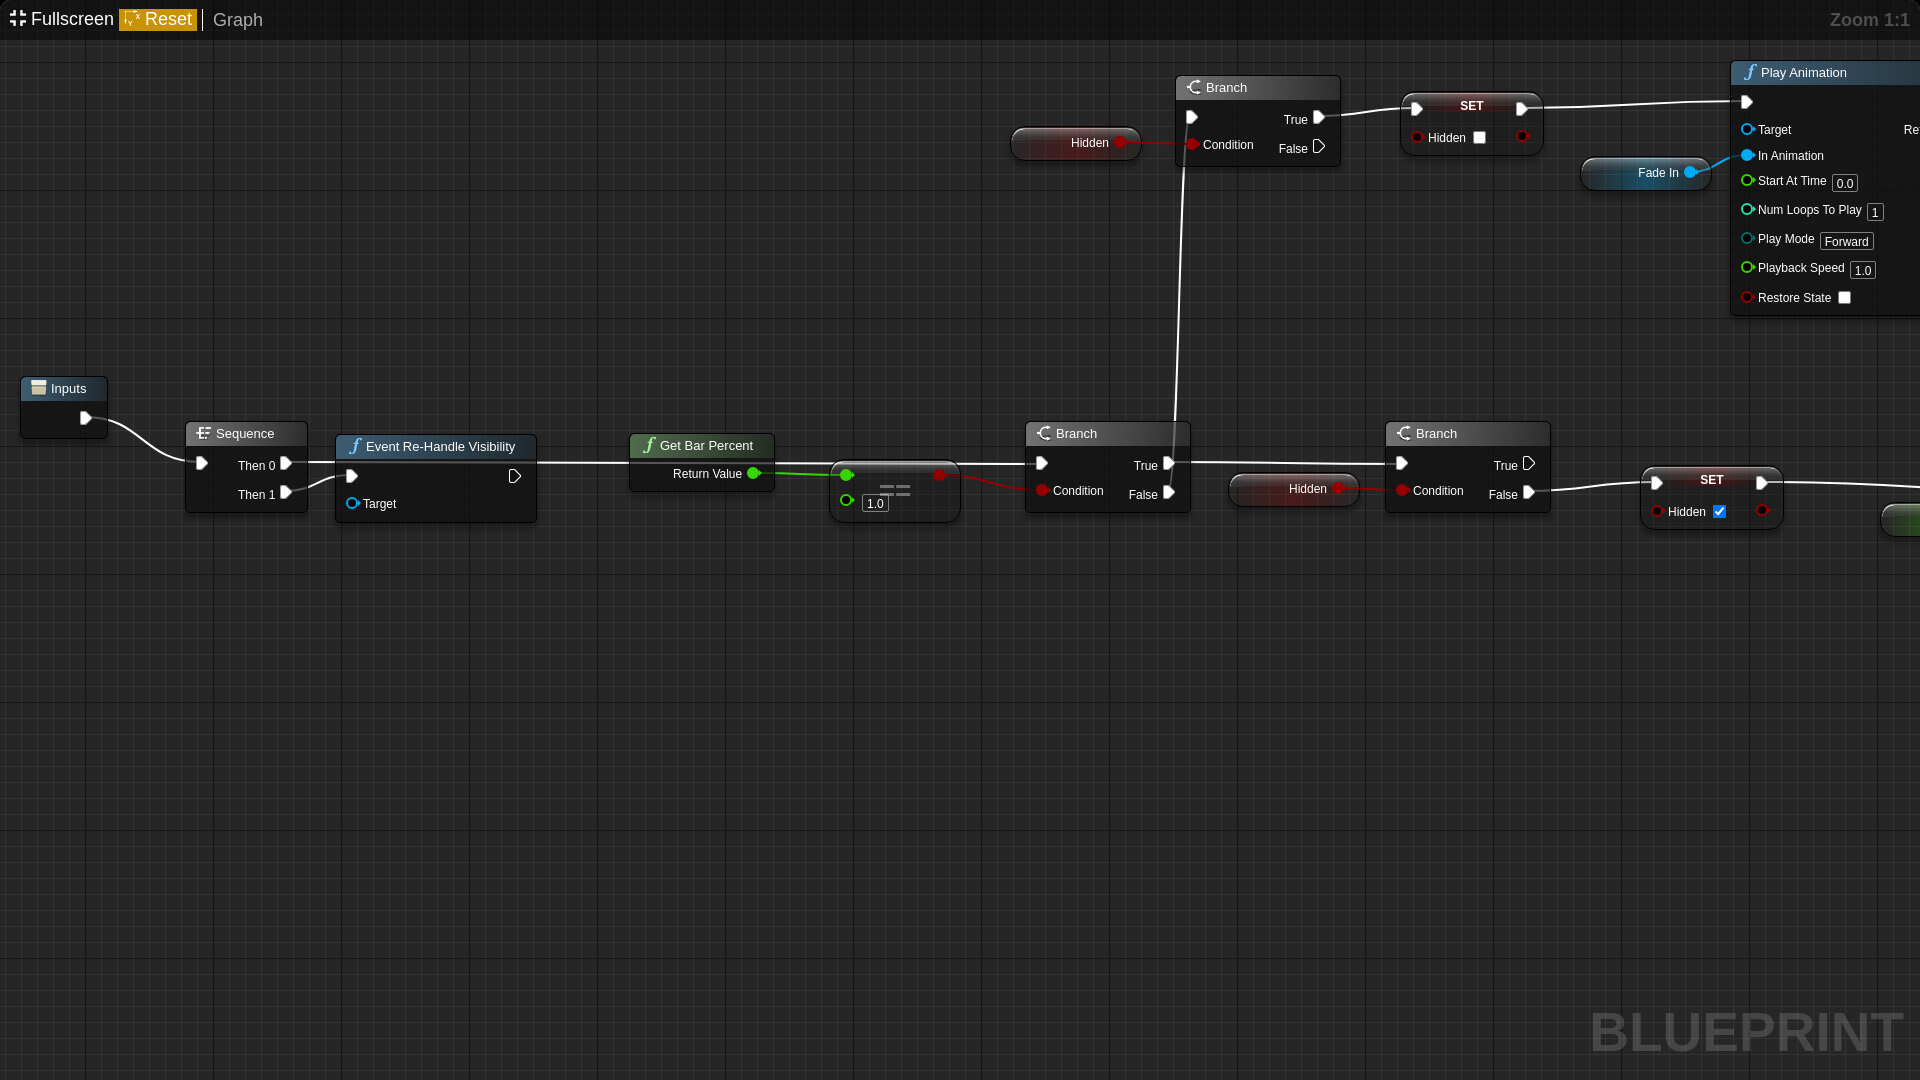 Fullscreen Reset Graph
Zoom 1:1
Branch
True
Condition
False
Hidden
SET
Hidden
Play Animation
Target
In Animation
Start At Time 0.0
Num Loops To Play 1
Play Mode Forward
Playback Speed 1.0
Restore State
Fade In
Inputs
Sequence
Then 0
Then 1
Event Re-Handle Visibility
Target
Get Bar Percent
Return Value
==
1.0
Branch
True
Condition
False
Hidden
Branch
True
Condition
False
SET
Hidden
BLUEPRINT